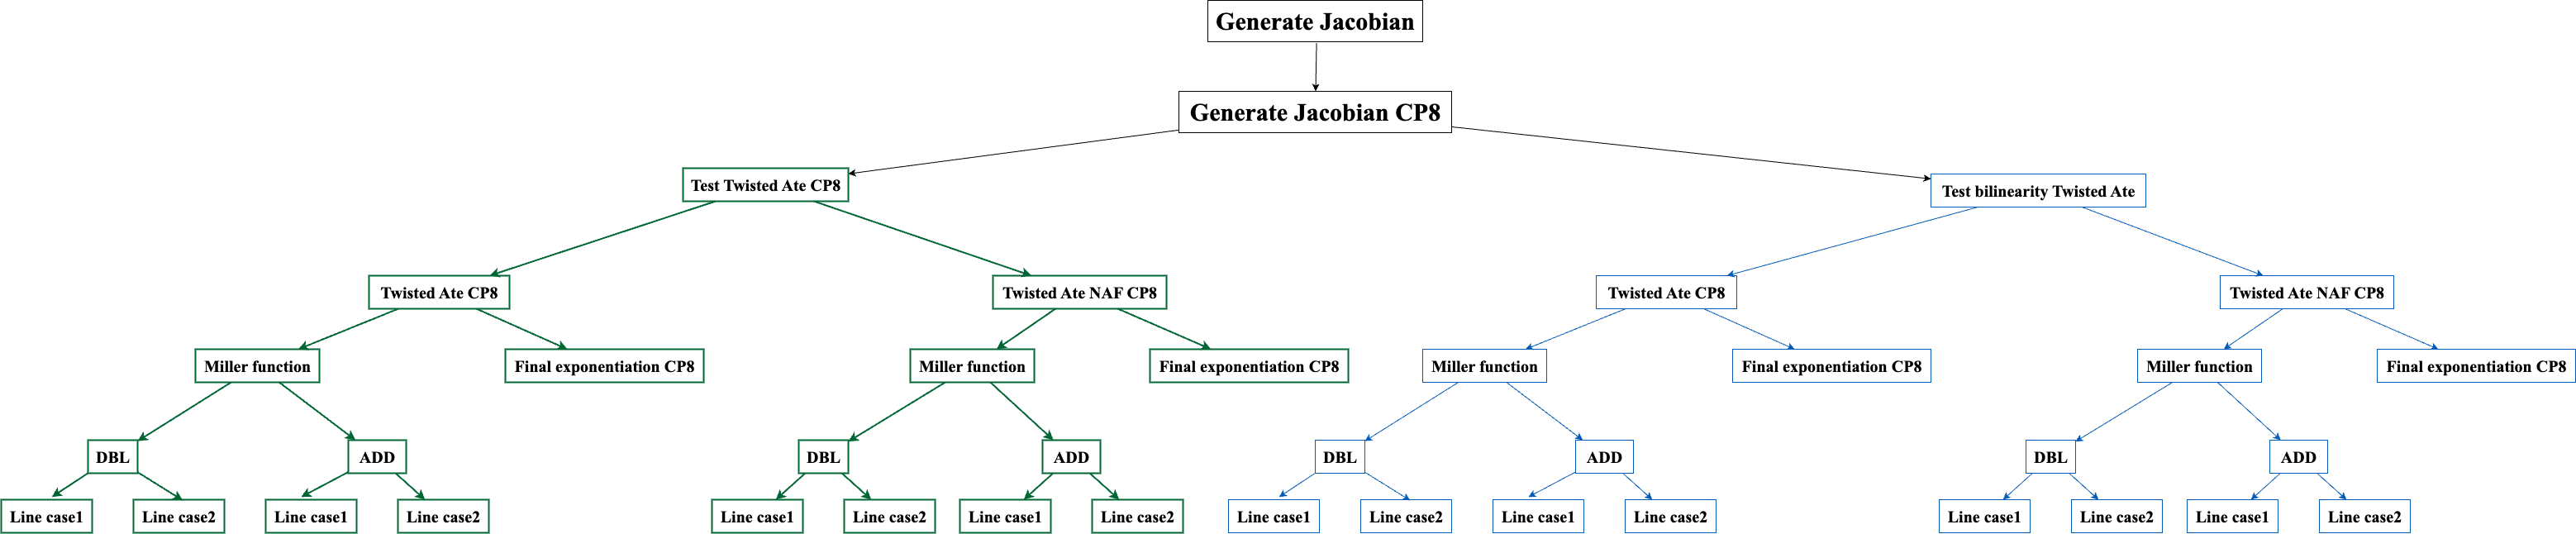 Generate Jacobian
Generate Jacobian CP8
Test Twisted Ate CP8
Test bilinearity Twisted Ate
Twisted Ate CP8
Twisted Ate NAF CP8
Twisted Ate CP8
Twisted Ate NAF CP8
Miller function
Final exponentiation CP8
Miller function
Final exponentiation CP8
Miller function
Final exponentiation CP8
Miller function
Final exponentiation CP8
DBL
ADD
DBL
ADD
DBL
ADD
DBL
ADD
Line case1
Line case2
Line case1
Line case2
Line case1
Line case2
Line case1
Line case2
Line case1
Line case2
Line case1
Line case2
Line case1
Line case2
Line case1
Line case2